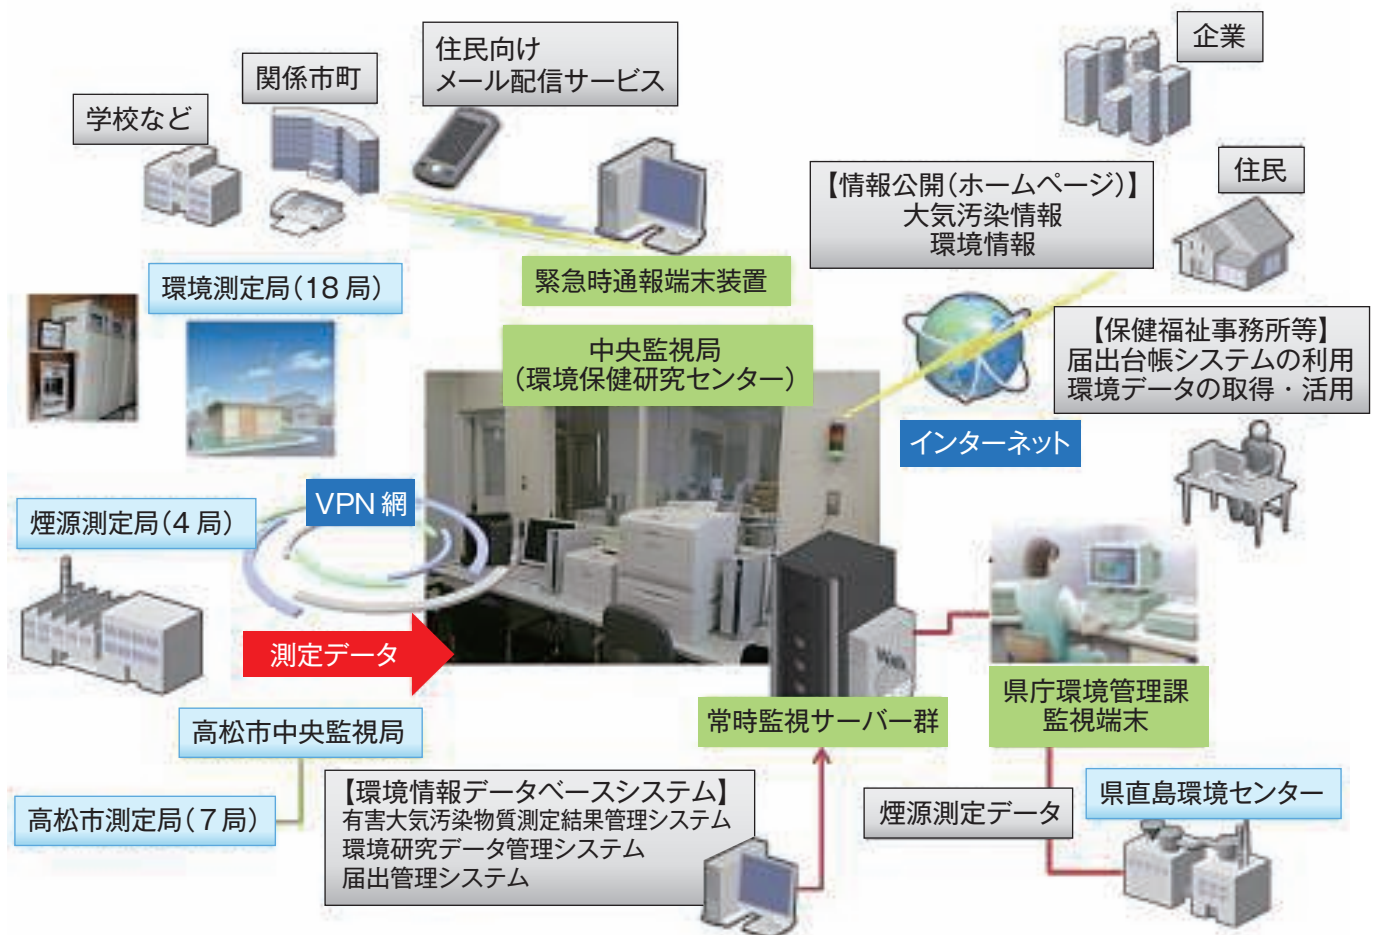 企業
住民向け
メール配信サービス
関係市町
学校など
住民
【情報公開(ホームページ)】
大気汚染情報
環境情報
環境測定局(18局)
緊急時通報端末装置
中央監視局
(環境保健研究センター)
【保健福祉事務所等】
届出台帳システムの利用
環境データの取得・活用
インターネット
VPN網
煙源測定局(4局)
測定データ
Web
常時監視サーバー群
県庁環境管理課
監視端末
高松市中央監視局
高松市測定局(7局)
【環境情報データベースシステム】
有害大気汚染物質測定結果管理システム
環境研究データ管理システム
届出管理システム
煙源測定データ
県直島環境センター